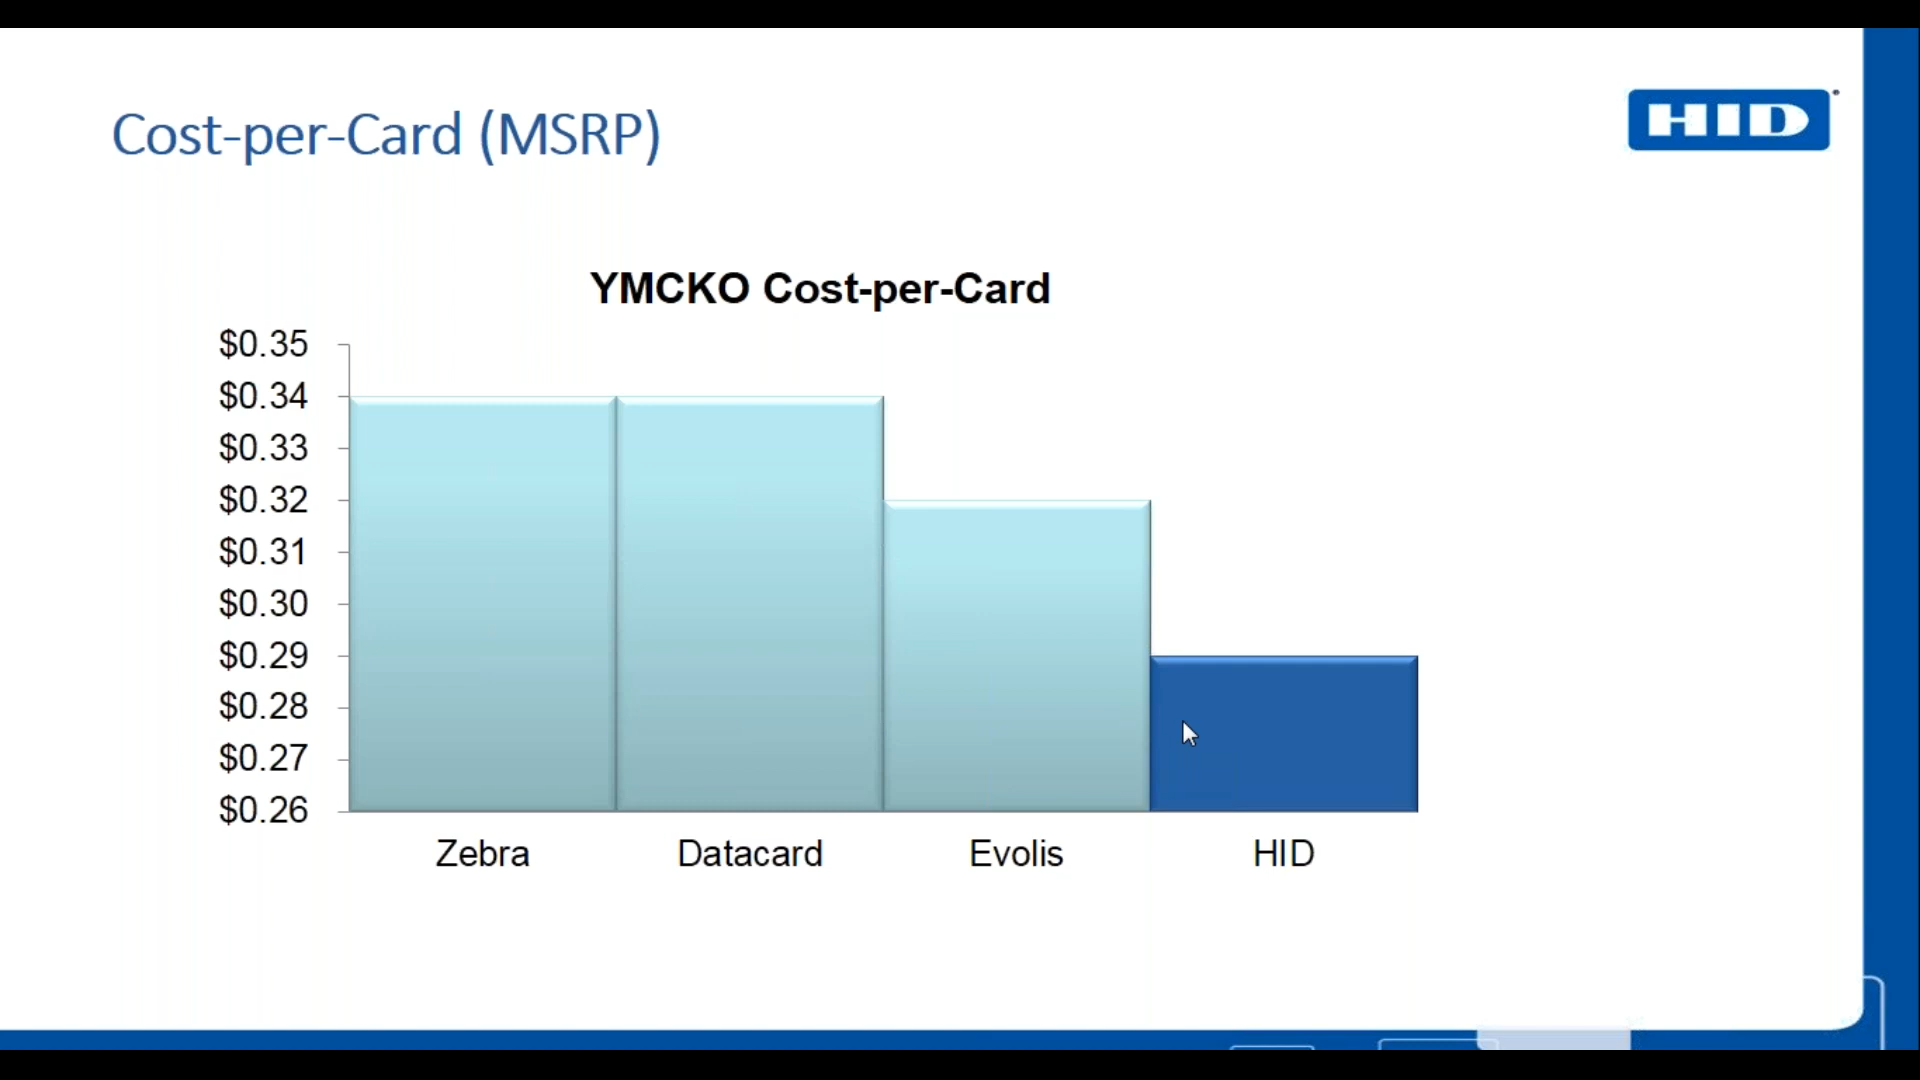 Cost-per-Card (MSRP)
HID
YMCKO Cost-per-Card
$0.35
$0.34
$0.33
$0.32
$0.31
$0.30
$0.29
$0.28
$0.27
$0.26
Zebra Datacard Evolis HID